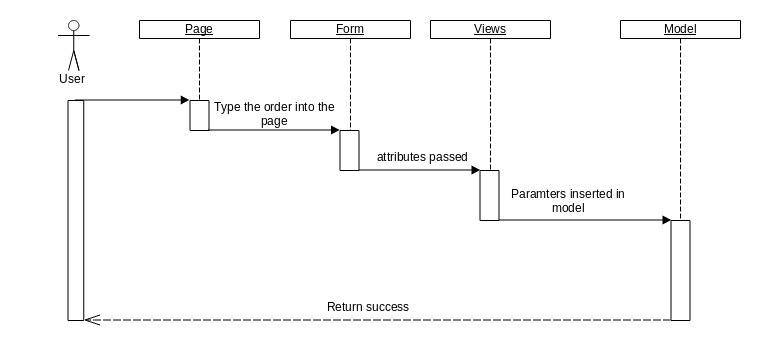 Page
Form
Views
Model
User
Type the order into the
page
attributes passed
Paramters inserted in
model
Return success